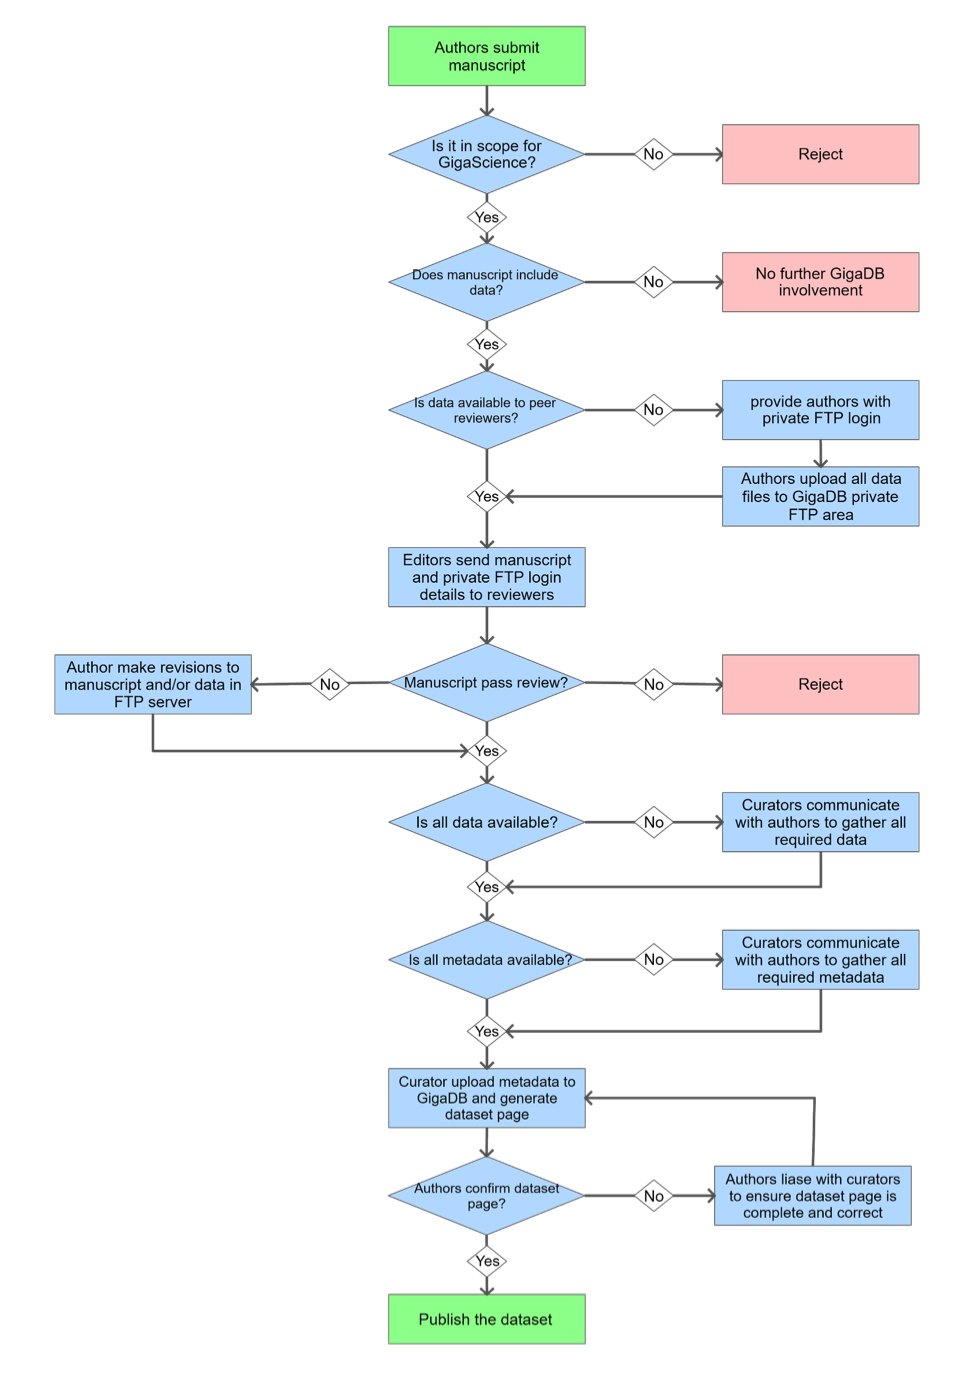 Authors submit
manuscript
Is it in scope for
GigaScience?
No
Reject
Yes
Does manuscript include
data?
No
No further GigaDB
involvement
Yes
Is data available to peer
reviewers?
No
provide authors with
private FTP login
Authors upload all data
files to GigaDB private
FTP area
Yes
Editors send manuscript
and private FTP login
details to reviewers
Author make revisions to
manuscript and/or data in
FTP server
No
Manuscript pass review?
No
Reject
Yes
Is all data available?
No
Curators communicate
with authors to gather all
required data
Yes
Is all metadata available?
No
Curators communicate
with authors to gather all
required metadata
Yes
Curator upload metadata to
GigaDB and generate
dataset page
Authors confirm dataset
page?
No
Authors liase with curators
to ensure dataset page is
complete and correct
Yes
Publish the dataset